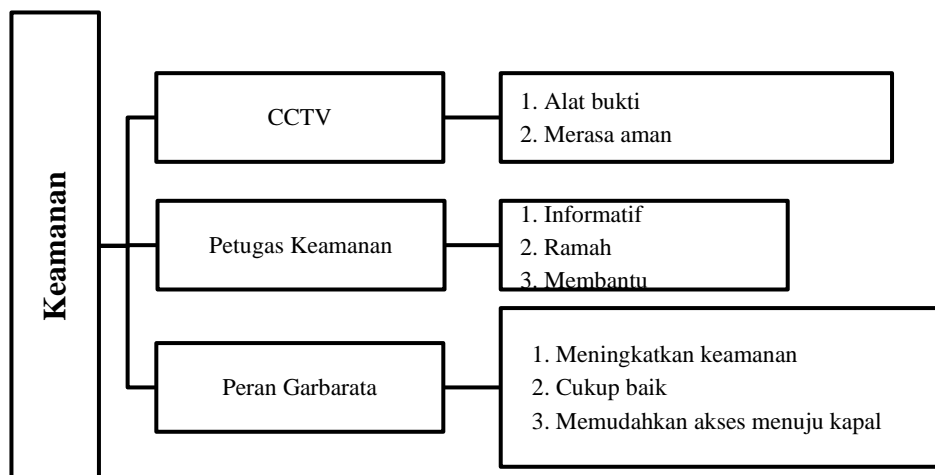 Keamanan
CCTV
1. Alat bukti
2. Merasa aman
Petugas Keamanan
1. Informatif
2. Ramah
3. Membantu
Peran Garbarata
1. Meningkatkan keamanan
2. Cukup baik
3. Memudahkan akses menuju kapal